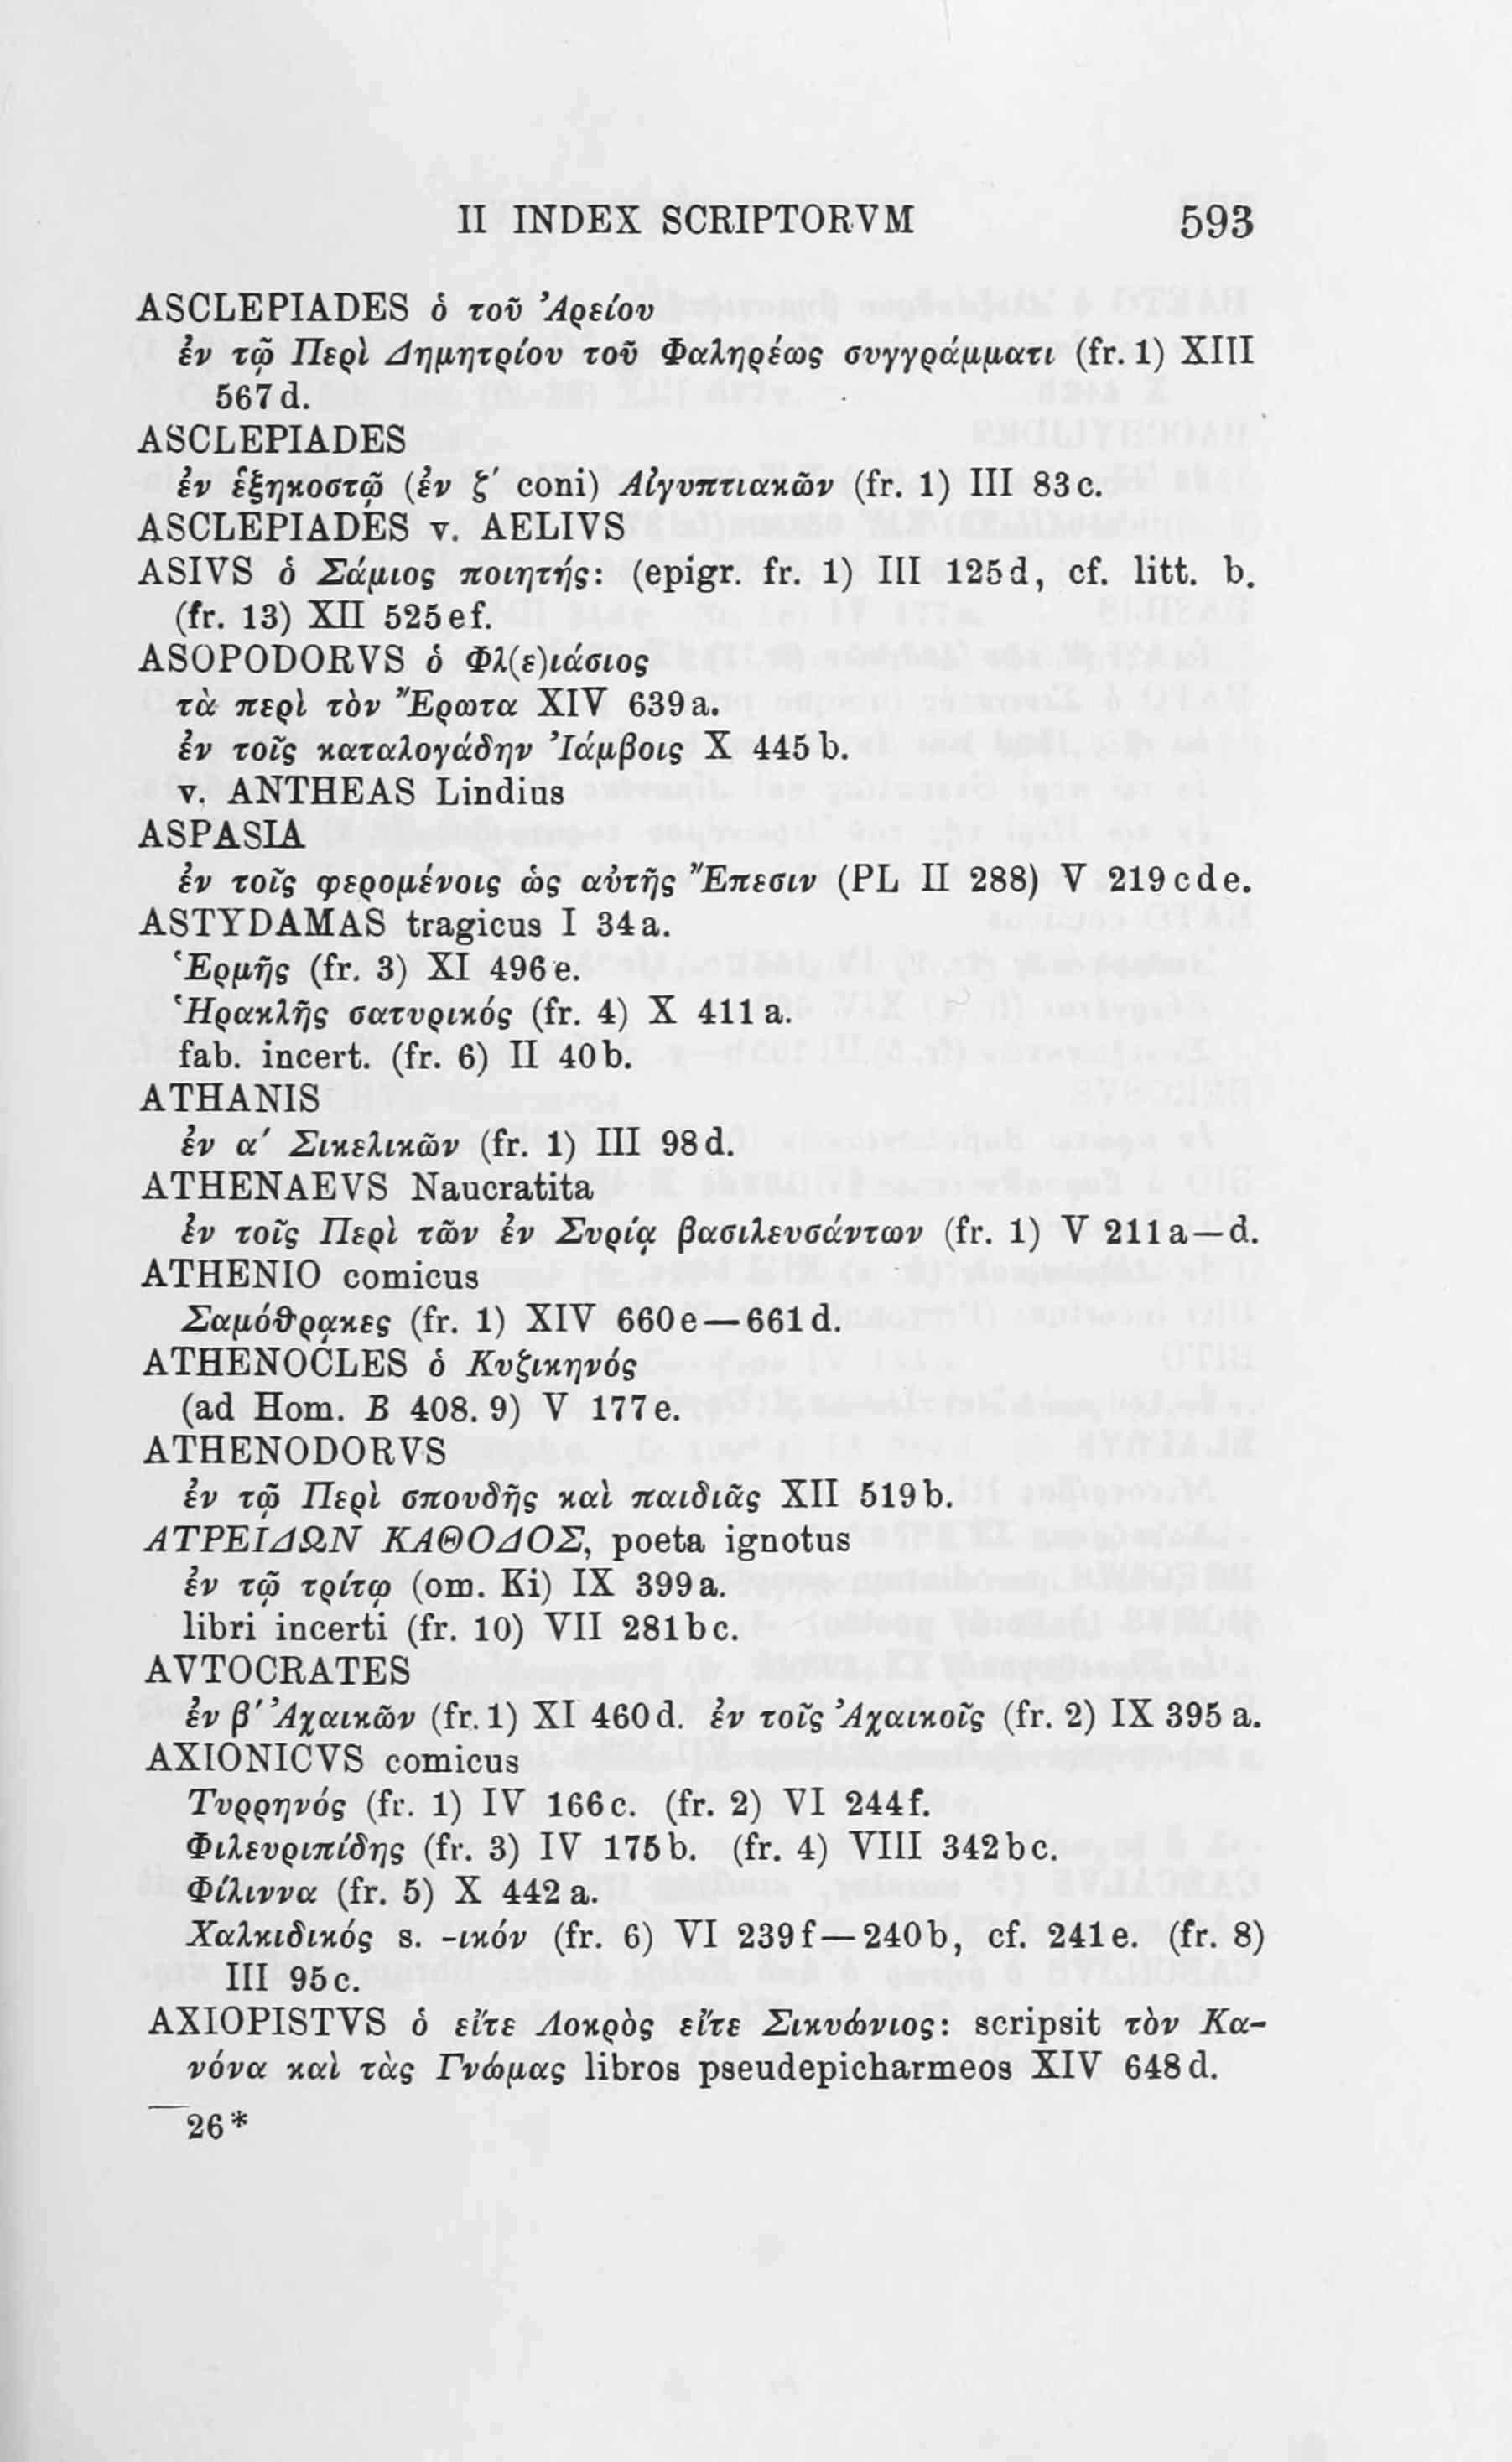 II INDEX SCRIPTORVM 593
ASCLEPIADES ὁ τοῦ Ἀρείου
ἐν τῷ Περὶ Δημητρίου τοῦ Φαληρέως συγγράμματι (fr. 1) XIII
567 d.
ASCLEPIADES
ἐν ἑξηκοστῷ (ἐν ζ′ coni) Αἰγυπτιακῶν (fr. 1) III 83 c.
ASCLEPIADES v. AELIVS
ASIVS ὁ Σάμιος ποιητής: (epigr. fr. 1) III 125 d, cf. litt. b.
(fr. 13) XII 525 ef.
ASOPODORVS ὁ Φλ(ε)ιάσιος
τὰ περὶ τὸν Ἔρωτα XIV 639 a.
ἐν τοῖς καταλογάδην Ἰάμβοις X 445 b.
v. ANTHEAS Lindius
ASPASIA
ἐν τοῖς φερομένοις ὡς αὐτῆς Ἔπεσιν (PL II 288) V 219 c d e.
ASTYDAMAS tragicus I 34 a.
Ἑρμῆς (fr. 3) XI 496 e.
Ἡρακλῆς σατυρικός (fr. 4) X 411 a.
fab. incert. (fr. 6) II 40 b.
ATHANIS
ἐν α′ Σικελικῶν (fr. 1) III 98 d.
ATHENAEVS Naucratita
ἐν τοῖς Περὶ τῶν ἐν Συρίᾳ βασιλευσάντων (fr. 1) V 211 a—d.
ATHENIO comicus
Σαμόθρᾳκες (fr. 1) XIV 660 e—661 d.
ATHENOCLES ὁ Κυζικηνός
(ad Hom. B 408. 9) V 177 e.
ATHENODORVS
ἐν τῷ Περὶ σπουδῆς καὶ παιδιᾶς XII 519 b.
ΑΤΡΕΙΔΩΝ ΚΑΘΟΔΟΣ, poeta ignotus
ἐν τῷ τρίτῳ (om. Ki) IX 399 a.
libri incerti (fr. 10) VII 281 b c.
AVTOCRATES
ἐν β′ Ἀχαικῶν (fr. 1) XI 460 d. ἐν τοῖς Ἀχαικοῖς (fr. 2) IX 395 a.
AXIONICVS comicus
Τυρρηνός (fr. 1) IV 166 c. (fr. 2) VI 244 f.
Φιλευριπίδης (fr. 3) IV 175 b. (fr. 4) VIII 342 b c.
Φίλιννα (fr. 5) X 442 a.
Χαλκιδικός s. -ικόν (fr. 6) VI 239 f—240 b, cf. 241 e. (fr. 8)
III 95 c.
AXIOPISTVS ὁ εἴτε Λοκρὸς εἴτε Σικυώνιος: scripsit τὸν Κα-
νόνα καὶ τὰς Γνώμας libros pseudepicharmeos XIV 648 d.
26*